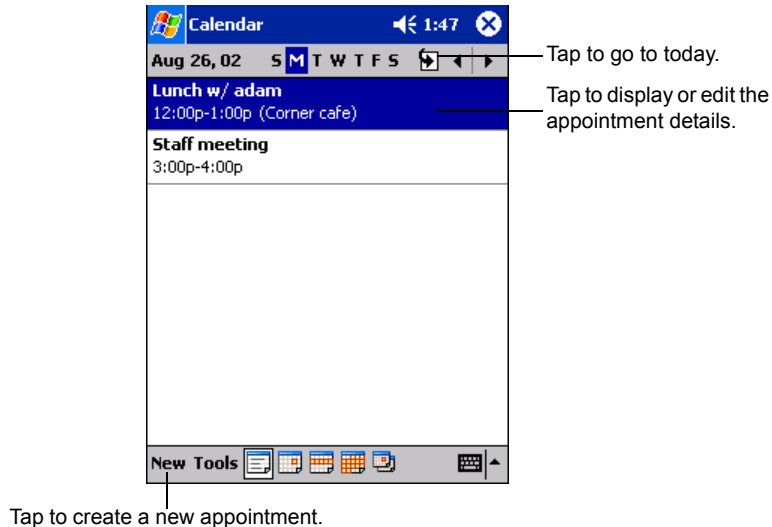 Calendar 1:47
Aug 26, 02 S M T W T F S
Tap to go to today.
Lunch w/ adam
12:00p-1:00p (Corner cafe)
Tap to display or edit the
appointment details.
Staff meeting
3:00p-4:00p
New Tools
Tap to create a new appointment.